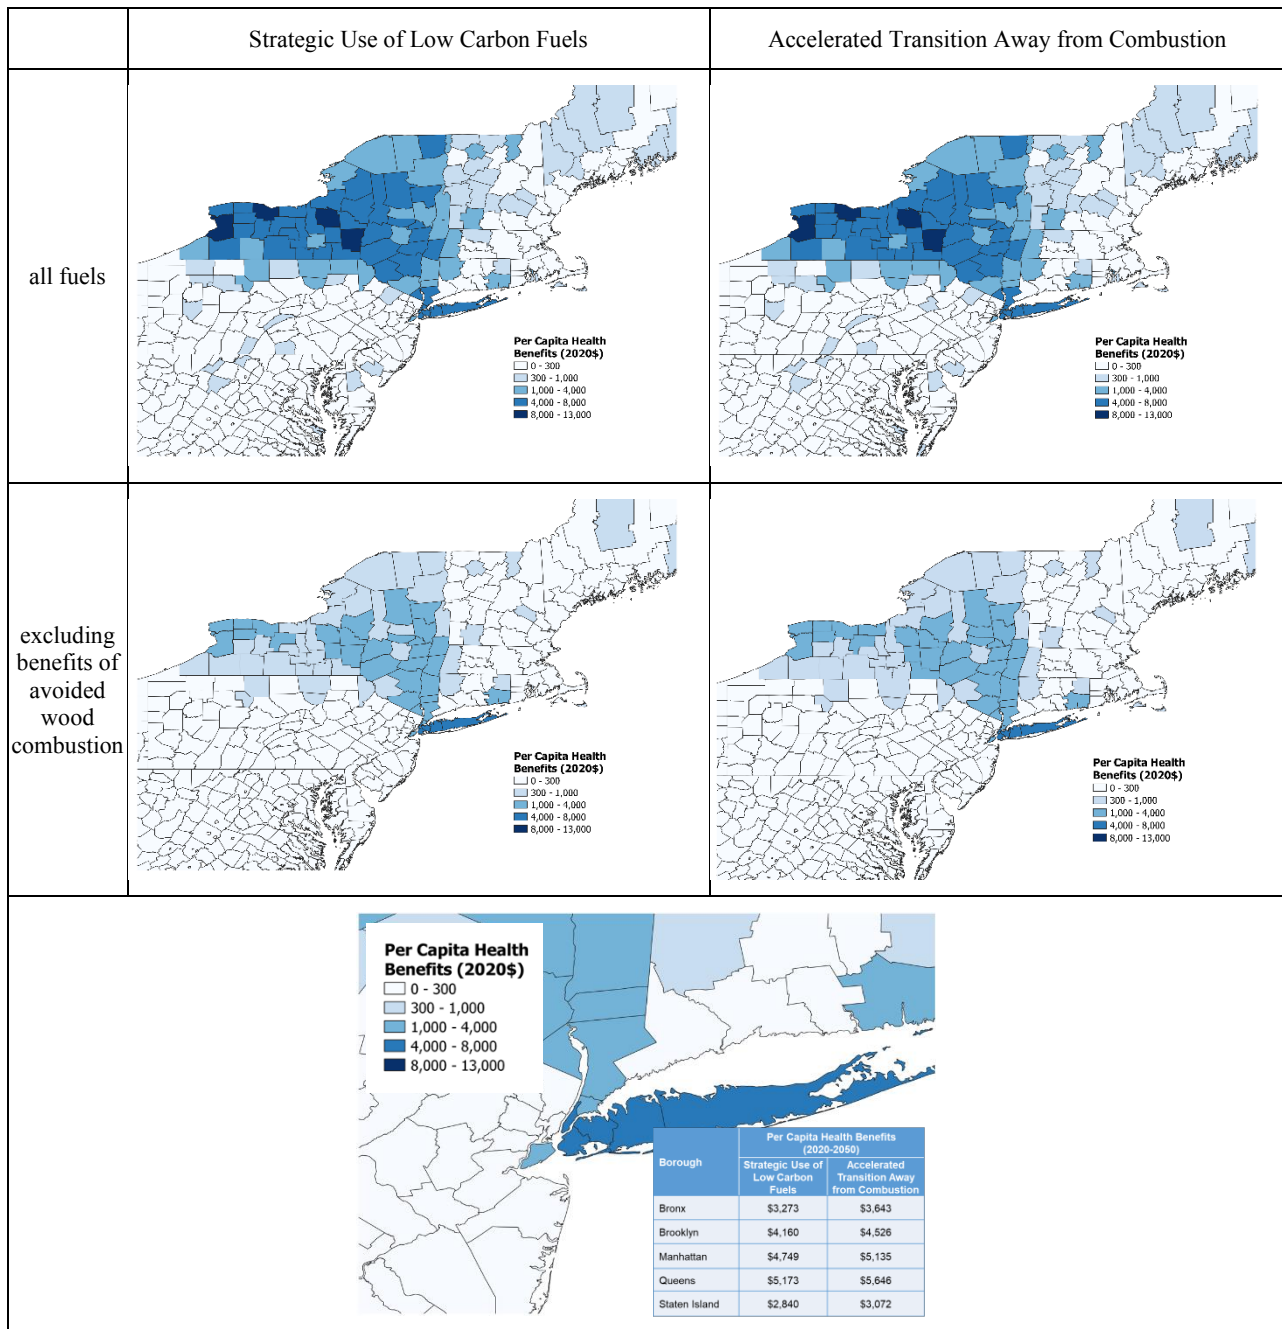 Strategic Use of Low Carbon Fuels
Accelerated Transition Away from Combustion
all fuels
Per Capita Health
Benefits (2020$)
0 - 300
300 - 1,000
1,000 - 4,000
4,000 - 8,000
8,000 - 13,000
Per Capita Health
Benefits (2020$)
0 - 300
300 - 1,000
1,000 - 4,000
4,000 - 8,000
8,000 - 13,000
excluding
benefits of
avoided
wood
combustion
Per Capita Health
Benefits (2020$)
0 - 300
300 - 1,000
1,000 - 4,000
4,000 - 8,000
8,000 - 13,000
Per Capita Health
Benefits (2020$)
0 - 300
300 - 1,000
1,000 - 4,000
4,000 - 8,000
8,000 - 13,000
Per Capita Health
Benefits (2020$)
0 - 300
300 - 1,000
1,000 - 4,000
4,000 - 8,000
8,000 - 13,000
Borough
Per Capita Health Benefits
(2020-2050)
Strategic Use of
Low Carbon
Fuels
Accelerated
Transition Away
from Combustion
Bronx $3,273 $3,643
Brooklyn $4,160 $4,526
Manhattan $4,749 $5,135
Queens $5,173 $5,646
Staten Island $2,840 $3,072